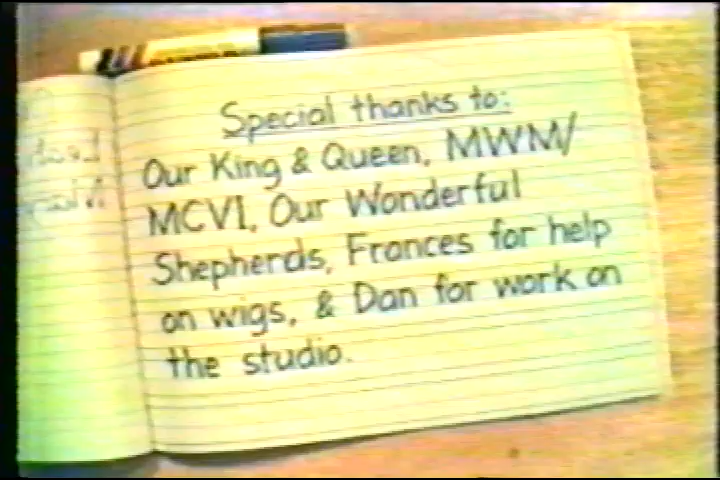 Special thanks to:
Our King & Queen, MWM/
MCVI, Our Wonderful
Shepherds, Frances for help
on wigs, & Dan for work on
the studio.